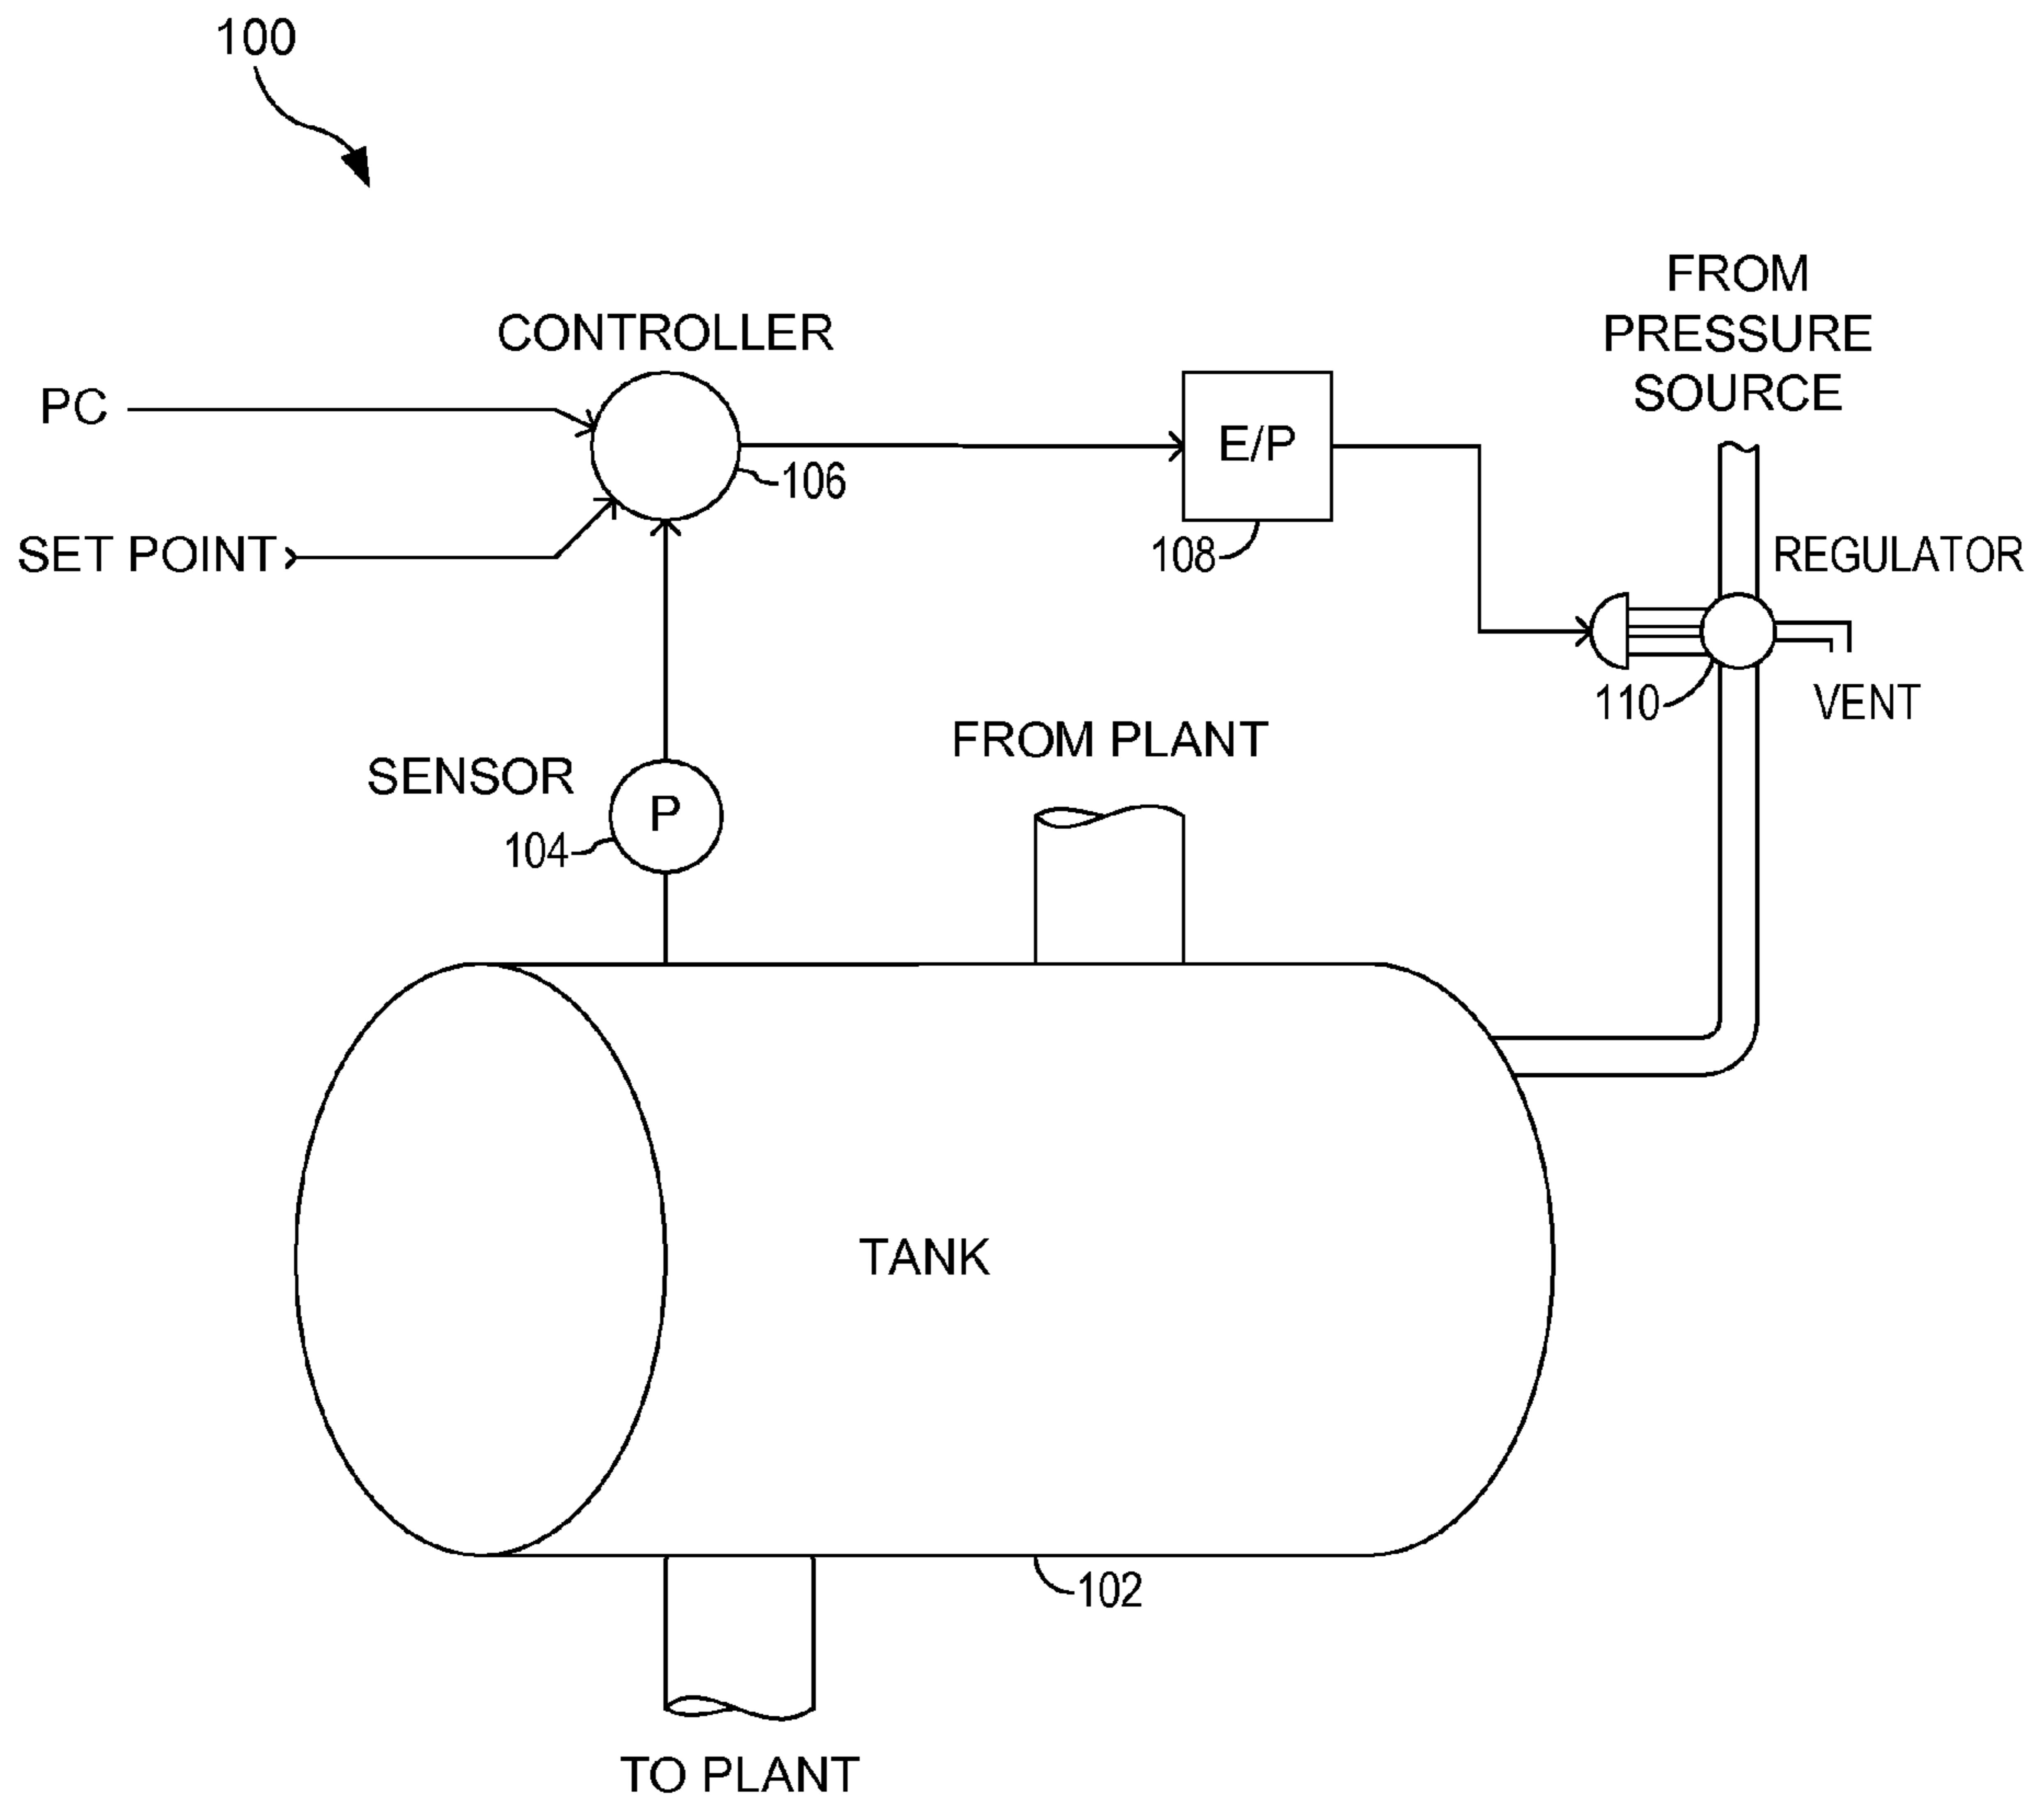 100
FROM
PRESSURE
SOURCE
CONTROLLER
PC
E/P
106
SET POINT
108
REGULATOR
110
VENT
FROM PLANT
SENSOR
P
104
TANK
102
TO PLANT